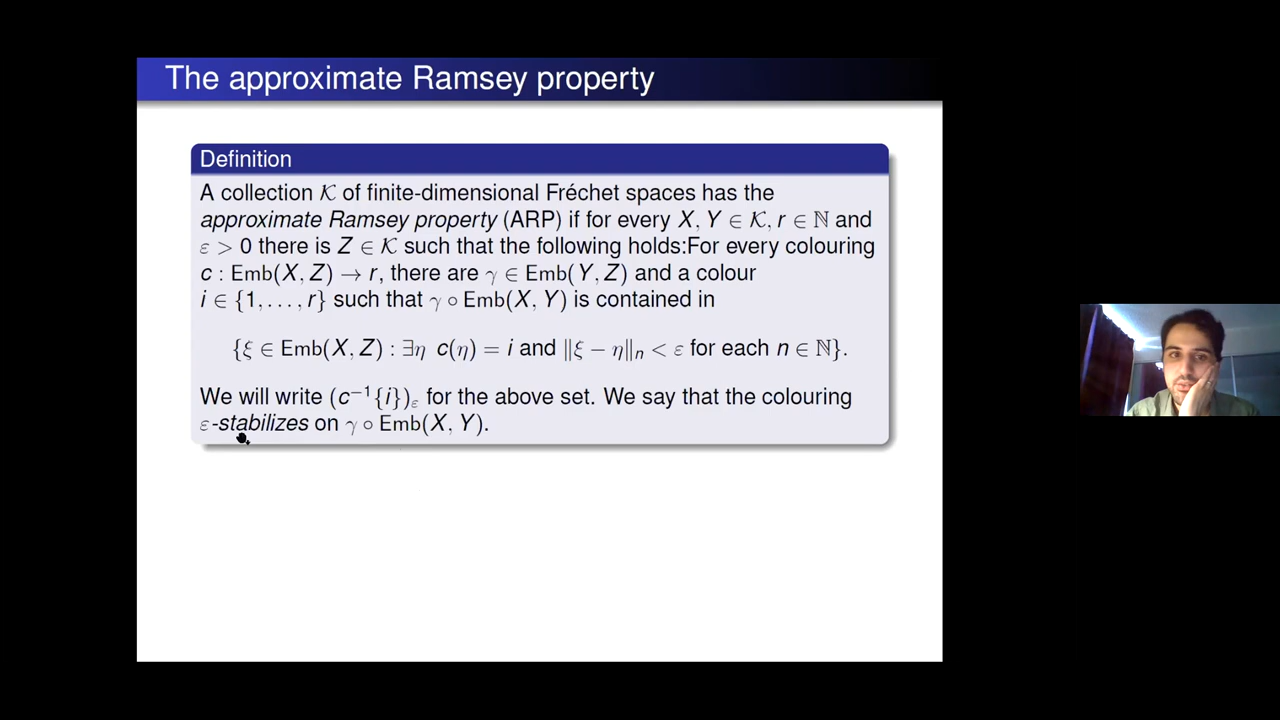 The approximate Ramsey property
Definition
A collection 𝒦 of finite-dimensional Fréchet spaces has the
approximate Ramsey property (ARP) if for every X, Y ∈ 𝒦, r ∈ ℕ and
ε > 0 there is Z ∈ 𝒦 such that the following holds:For every colouring
c : Emb(X, Z) → r, there are γ ∈ Emb(Y, Z) and a colour
i ∈ {1, . . . , r} such that γ ∘ Emb(X, Y) is contained in
{ξ ∈ Emb(X, Z) : ∃η c(η) = i and ‖ξ − η‖ₙ < ε for each n ∈ ℕ}.
We will write (c⁻¹{i})_ε for the above set. We say that the colouring
ε-stabilizes on γ ∘ Emb(X, Y).